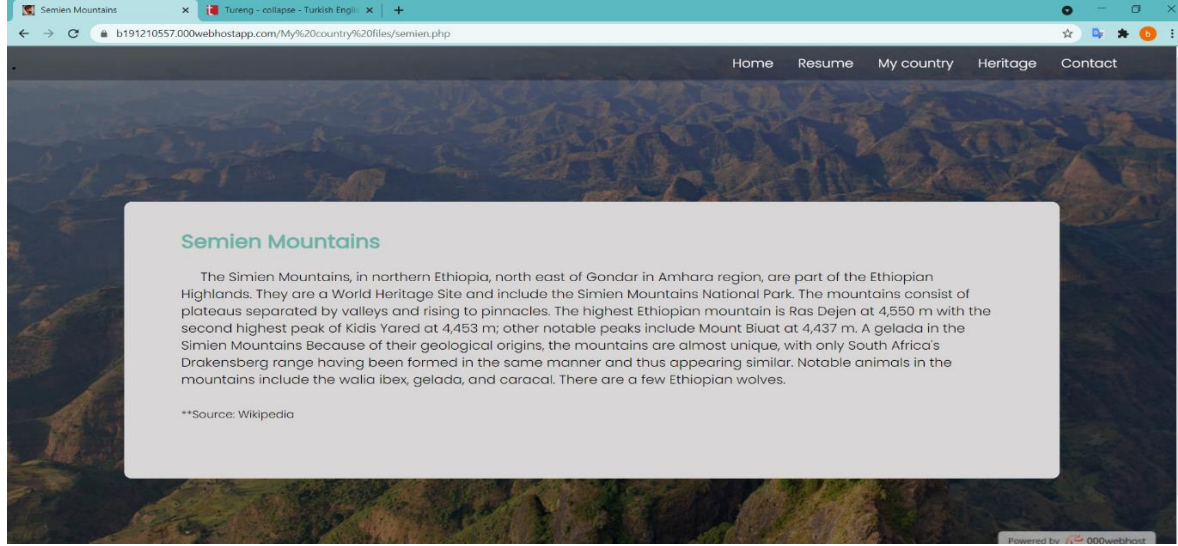 Semien Mountains
Tureng - collapse - Turkish Englis
b191210557.000webhostapp.com/My%20country%20files/semien.php
b
Home Resume My country Heritage Contact
Semien Mountains
The Simien Mountains, in northern Ethiopia, north east of Gondar in Amhara region, are part of the Ethiopian
Highlands. They are a World Heritage Site and include the Simien Mountains National Park. The mountains consist of
plateaus separated by valleys and rising to pinnacles. The highest Ethiopian mountain is Ras Dejen at 4,550 m with the
second highest peak of Kidis Yared at 4,453 m; other notable peaks include Mount Biuat at 4,437 m. A gelada in the
Simien Mountains Because of their geological origins, the mountains are almost unique, with only South Africa's
Drakensberg range having been formed in the same manner and thus appearing similar. Notable animals in the
mountains include the walia ibex, gelada, and caracal. There are a few Ethiopian wolves.
**Source: Wikipedia
Powered by 000webhost